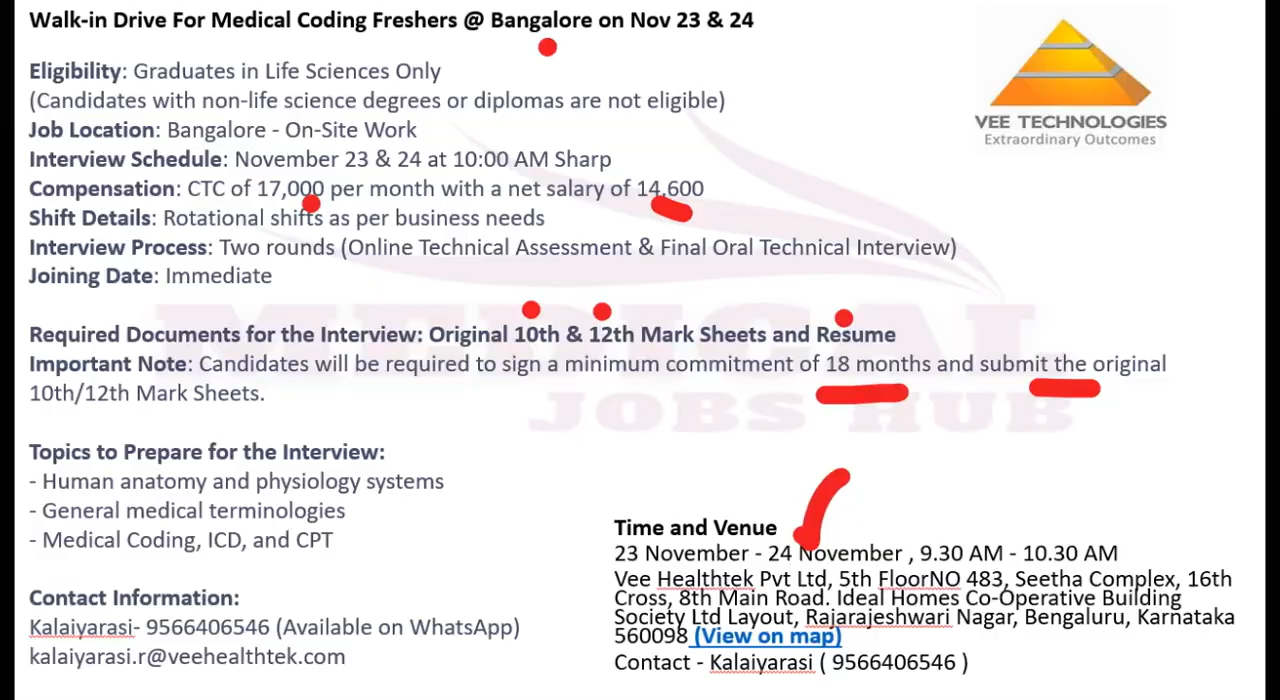 Walk-in Drive For Medical Coding Freshers @ Bangalore on Nov 23 & 24
Eligibility: Graduates in Life Sciences Only
(Candidates with non-life science degrees or diplomas are not eligible)
Job Location: Bangalore - On-Site Work
Interview Schedule: November 23 & 24 at 10:00 AM Sharp
Compensation: CTC of 17,000 per month with a net salary of 14,600
Shift Details: Rotational shifts as per business needs
Interview Process: Two rounds (Online Technical Assessment & Final Oral Technical Interview)
Joining Date: Immediate
VEE TECHNOLOGIES
Extraordinary Outcomes
Required Documents for the Interview: Original 10th & 12th Mark Sheets and Resume
Important Note: Candidates will be required to sign a minimum commitment of 18 months and submit the original
10th/12th Mark Sheets.
MEDICAL
JOBS HUB
Topics to Prepare for the Interview:
- Human anatomy and physiology systems
- General medical terminologies
- Medical Coding, ICD, and CPT
Contact Information:
Kalaiyarasi- 9566406546 (Available on WhatsApp)
kalaiyarasi.r@veehealthtek.com
Time and Venue
23 November - 24 November , 9.30 AM - 10.30 AM
Vee Healthtek Pvt Ltd, 5th FloorNO 483, Seetha Complex, 16th
Cross, 8th Main Road. Ideal Homes Co-Operative Building
Society Ltd Layout, Rajarajeshwari Nagar, Bengaluru, Karnataka
560098 (View on map)
Contact - Kalaiyarasi ( 9566406546 )